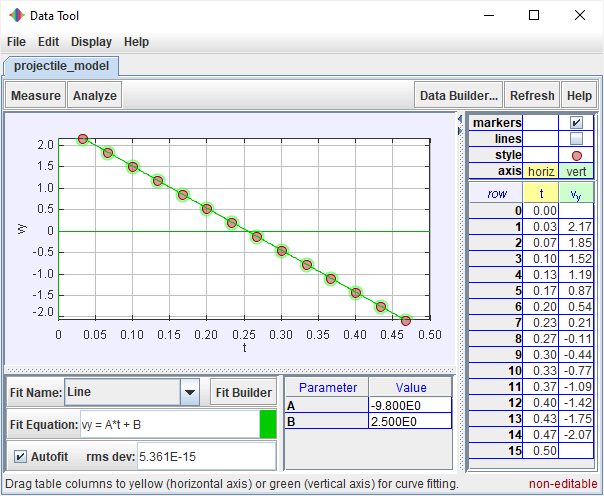 Data Tool
File Edit Display Help
projectile_model
Measure Analyze Data Builder... Refresh Help
2.0
1.5
1.0
0.5
0
-0.5
-1.0
-1.5
-2.0
vy
0 0.05 0.10 0.15 0.20 0.25 0.30 0.35 0.40 0.45 0.50
t
markers
lines
style
axis horiz vert
row t vy
0 0.00
1 0.03 2.17
2 0.07 1.85
3 0.10 1.52
4 0.13 1.19
5 0.17 0.87
6 0.20 0.54
7 0.23 0.21
8 0.27 -0.11
9 0.30 -0.44
10 0.33 -0.77
11 0.37 -1.09
12 0.40 -1.42
13 0.43 -1.75
14 0.47 -2.07
15 0.50
Fit Name: Line Fit Builder
Fit Equation: vy = A*t + B
Autofit rms dev: 5.361E-15
Parameter Value
A -9.800E0
B 2.500E0
Drag table columns to yellow (horizontal axis) or green (vertical axis) for curve fitting. non-editable